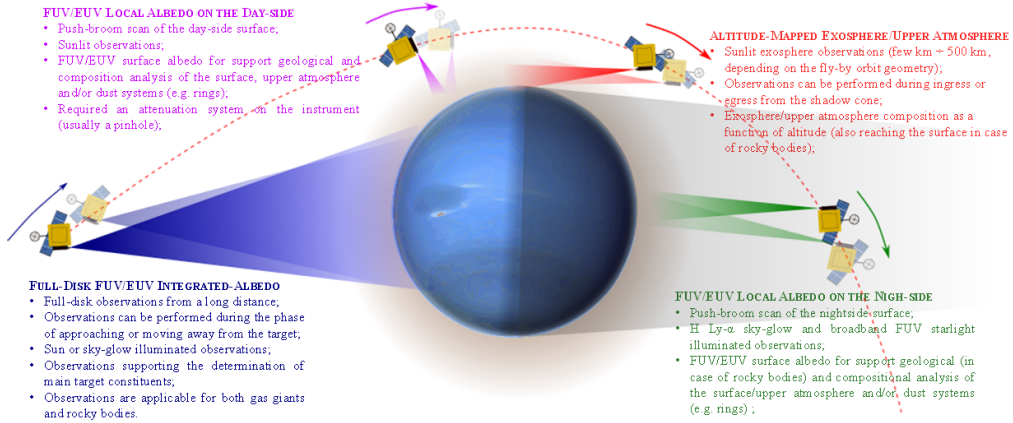 FUV/EUV LOCAL ALBEDO ON THE DAY-SIDE
• Push-broom scan of the day-side surface;
• Sunlit observations;
• FUV/EUV surface albedo for support geological and
composition analysis of the surface, upper atmosphere
and/or dust systems (e.g. rings);
• Required an attenuation system on the instrument
(usually a pinhole);
ALTITUDE-MAPPED EXOSPHERE/UPPER ATMOSPHERE
• Sunlit exosphere observations (few km ÷ 500 km,
depending on the fly-by orbit geometry);
• Observations can be performed during ingress or
egress from the shadow cone;
• Exosphere/upper atmosphere composition as a
function of altitude (also reaching the surface in case
of rocky bodies);
FULL-DISK FUV/EUV INTEGRATED-ALBEDO
• Full-disk observations from a long distance;
• Observations can be performed during the phase
of approaching or moving away from the target;
• Sun or sky-glow illuminated observations;
• Observations supporting the determination of
main target constituents;
• Observations are applicable for both gas giants
and rocky bodies.
FUV/EUV LOCAL ALBEDO ON THE NIGH-SIDE
• Push-broom scan of the nightside surface;
• H Ly-α sky-glow and broadband FUV starlight
illuminated observations;
• FUV/EUV surface albedo for support geological (in
case of rocky bodies) and compositional analysis of
the surface/upper atmosphere and/or dust systems
(e.g. rings) ;